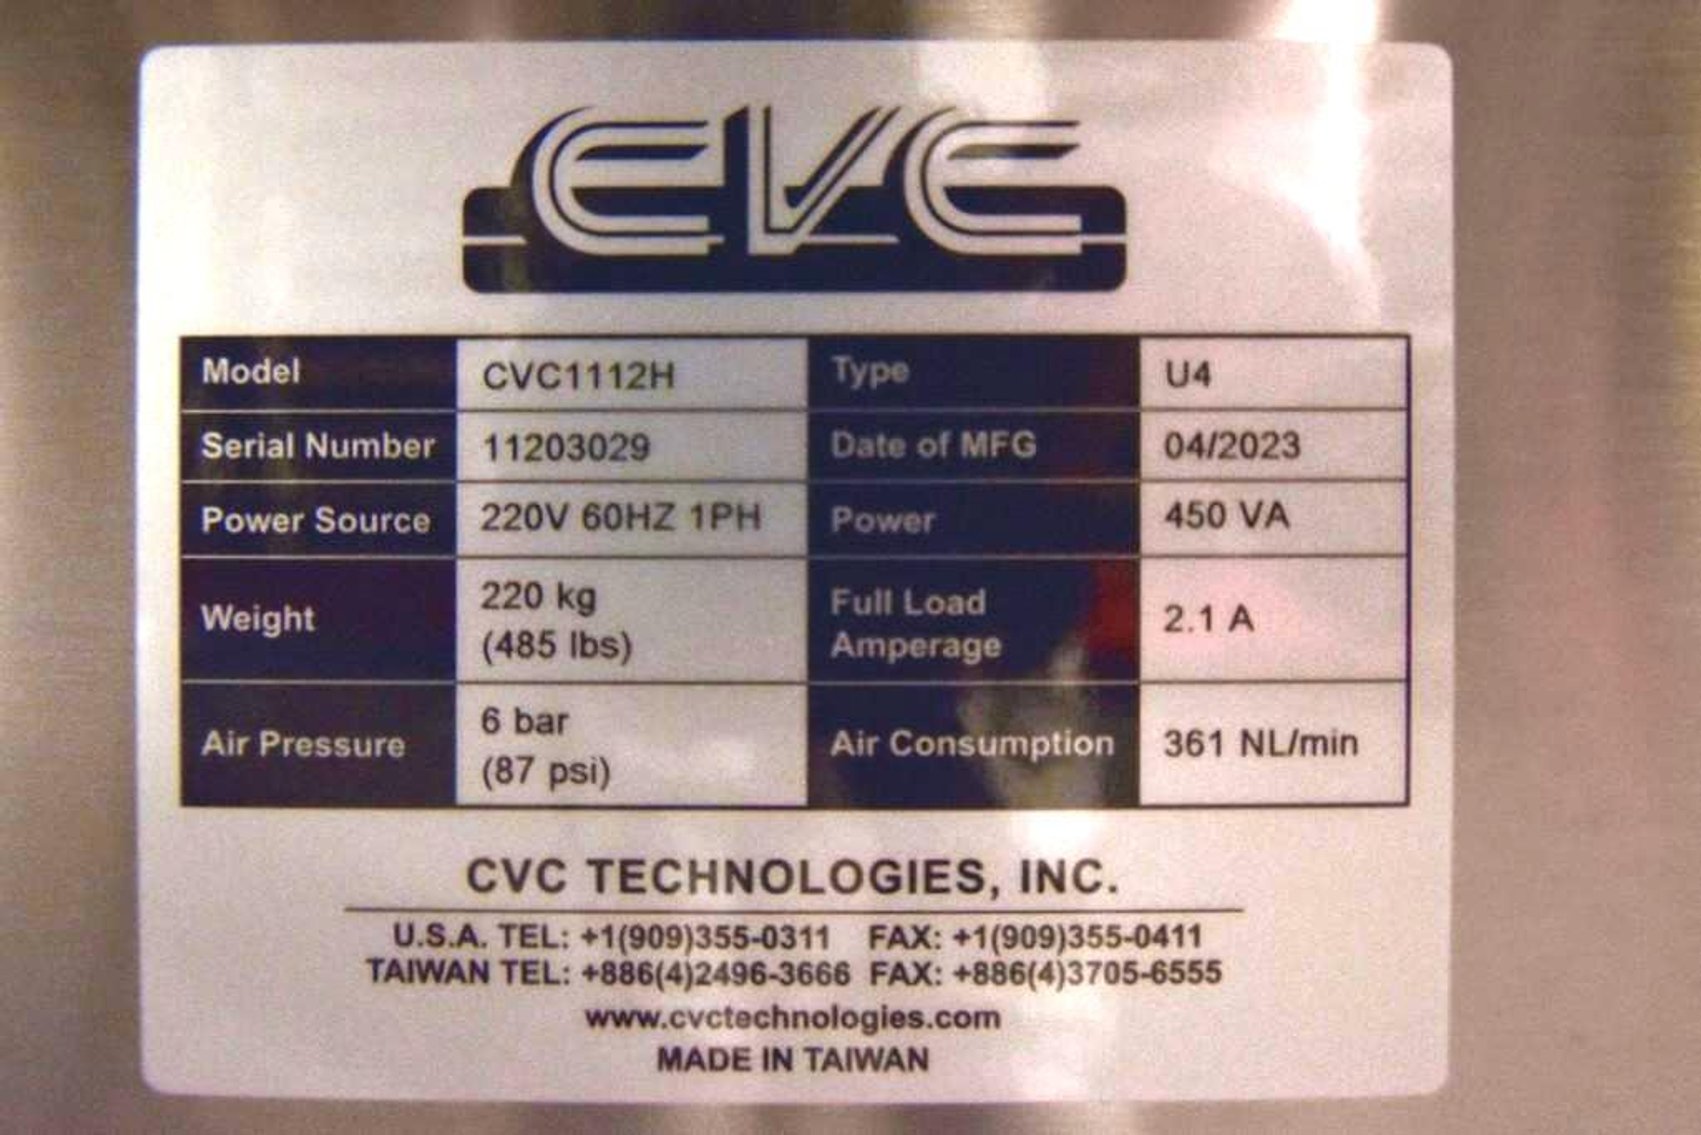 CVC
Model CVC1112H Type U4
Serial Number 11203029 Date of MFG 04/2023
Power Source 220V 60HZ 1PH Power 450 VA
Weight 220 kg (485 lbs) Full Load Amperage 2.1 A
Air Pressure 6 bar (87 psi) Air Consumption 361 NL/min
CVC TECHNOLOGIES, INC.
U.S.A. TEL: +1(909)355-0311 FAX: +1(909)355-0411
TAIWAN TEL: +886(4)2496-3666 FAX: +886(4)3705-6555
www.cvctechnologies.com
MADE IN TAIWAN